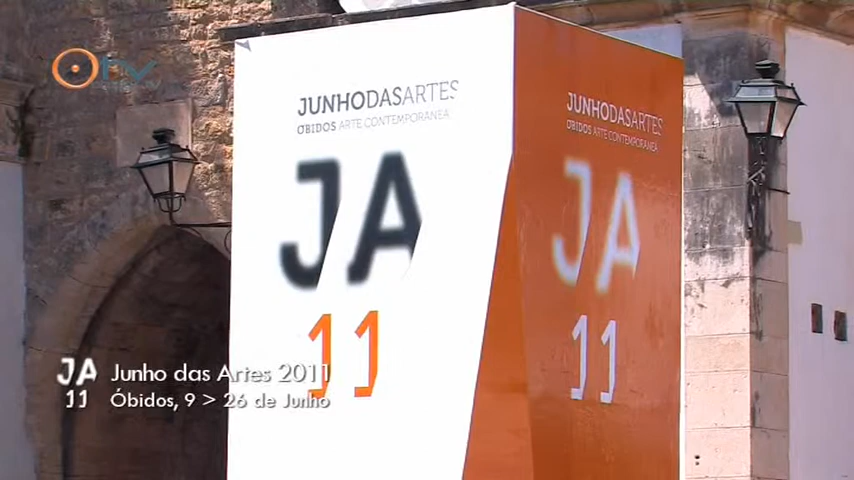 tv
JUNHODASARTES
ÓBIDOS ARTE CONTEMPORÂNEA
JA
11
JUNHODASARTES
ÓBIDOS ARTE CONTEMPORÂNEA
JA
11
JA
11
Junho das Artes 2011
Óbidos, 9 > 26 de Junho